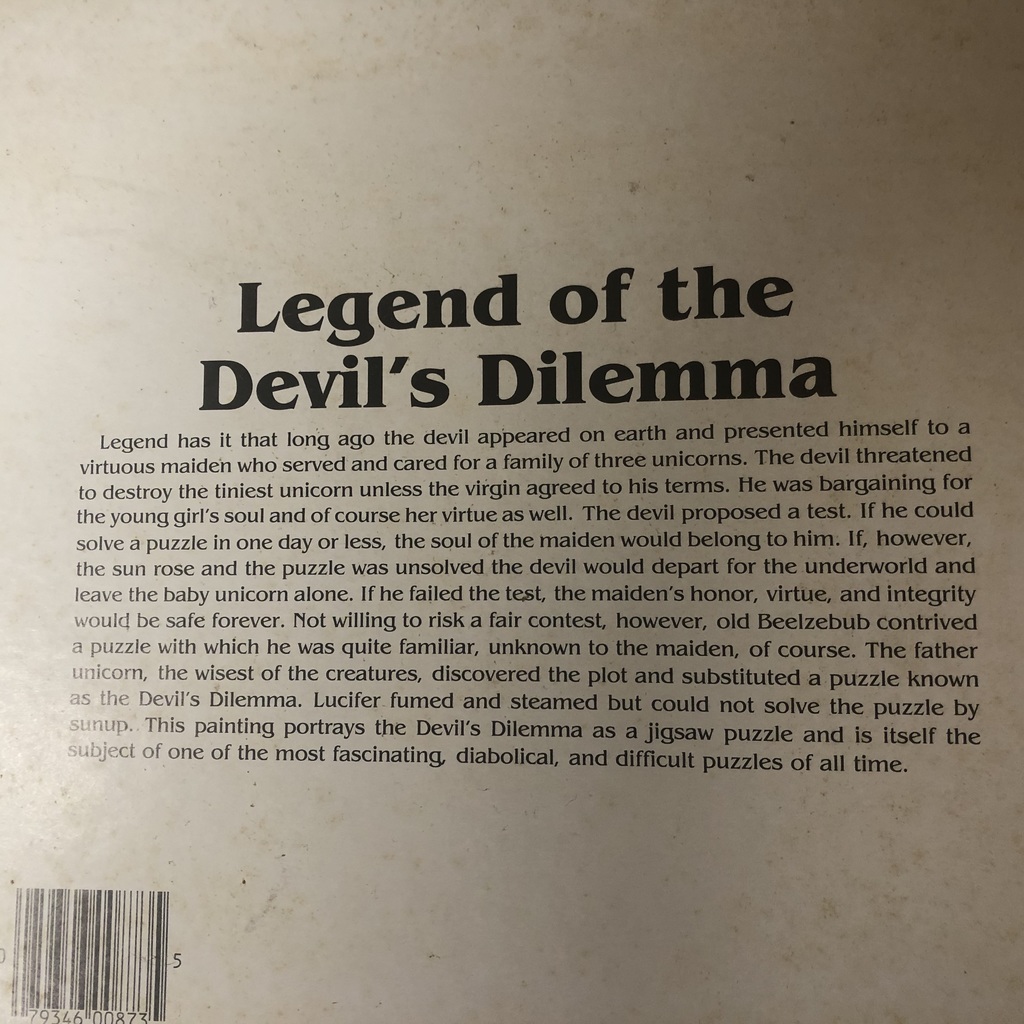 Legend of the
Devil's Dilemma
Legend has it that long ago the devil appeared on earth and presented himself to a
virtuous maiden who served and cared for a family of three unicorns. The devil threatened
to destroy the tiniest unicorn unless the virgin agreed to his terms. He was bargaining for
the young girl's soul and of course her virtue as well. The devil proposed a test. If he could
solve a puzzle in one day or less, the soul of the maiden would belong to him. If, however,
the sun rose and the puzzle was unsolved the devil would depart for the underworld and
leave the baby unicorn alone. If he failed the test, the maiden's honor, virtue, and integrity
would be safe forever. Not willing to risk a fair contest, however, old Beelzebub contrived
a puzzle with which he was quite familiar, unknown to the maiden, of course. The father
unicorn, the wisest of the creatures, discovered the plot and substituted a puzzle known
as the Devil's Dilemma. Lucifer fumed and steamed but could not solve the puzzle by
sunup. This painting portrays the Devil's Dilemma as a jigsaw puzzle and is itself the
subject of one of the most fascinating, diabolical, and difficult puzzles of all time.
0 79346 00873 5